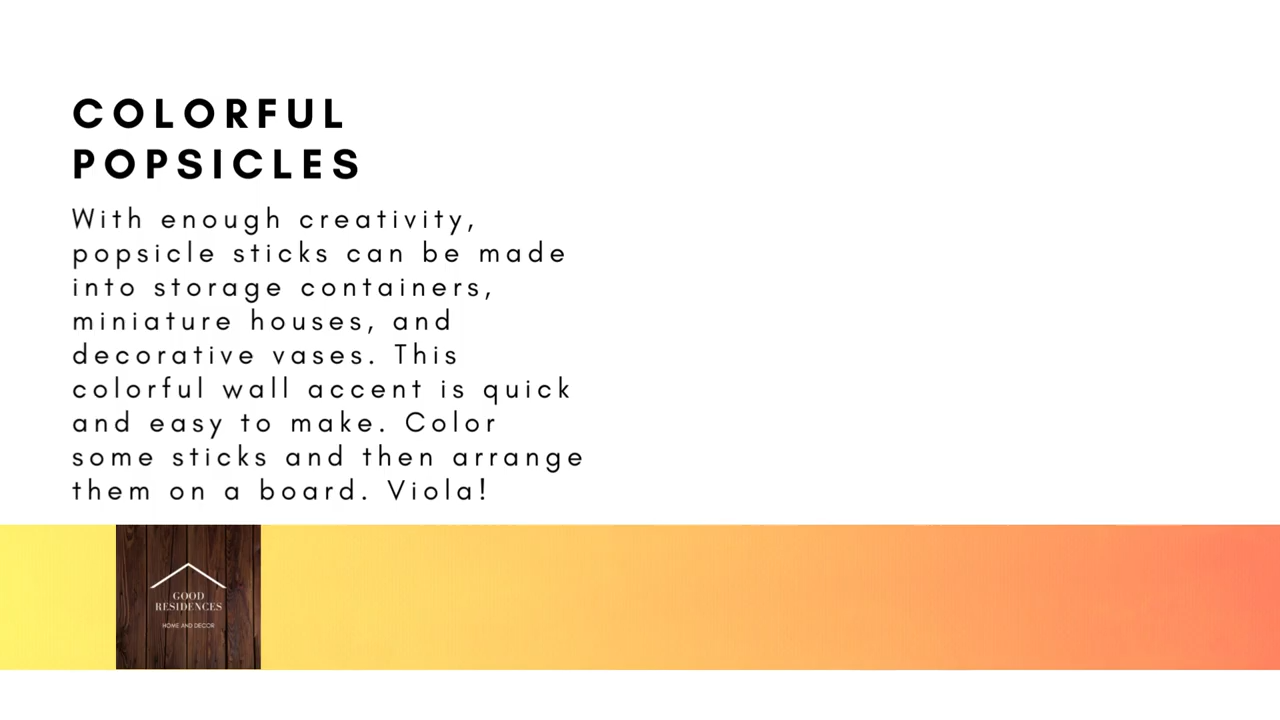 COLORFUL
POPSICLES
With enough creativity,
popsicle sticks can be made
into storage containers,
miniature houses, and
decorative vases. This
colorful wall accent is quick
and easy to make. Color
some sticks and then arrange
them on a board. Viola!
GOOD
RESIDENCES
HOME AND DECOR